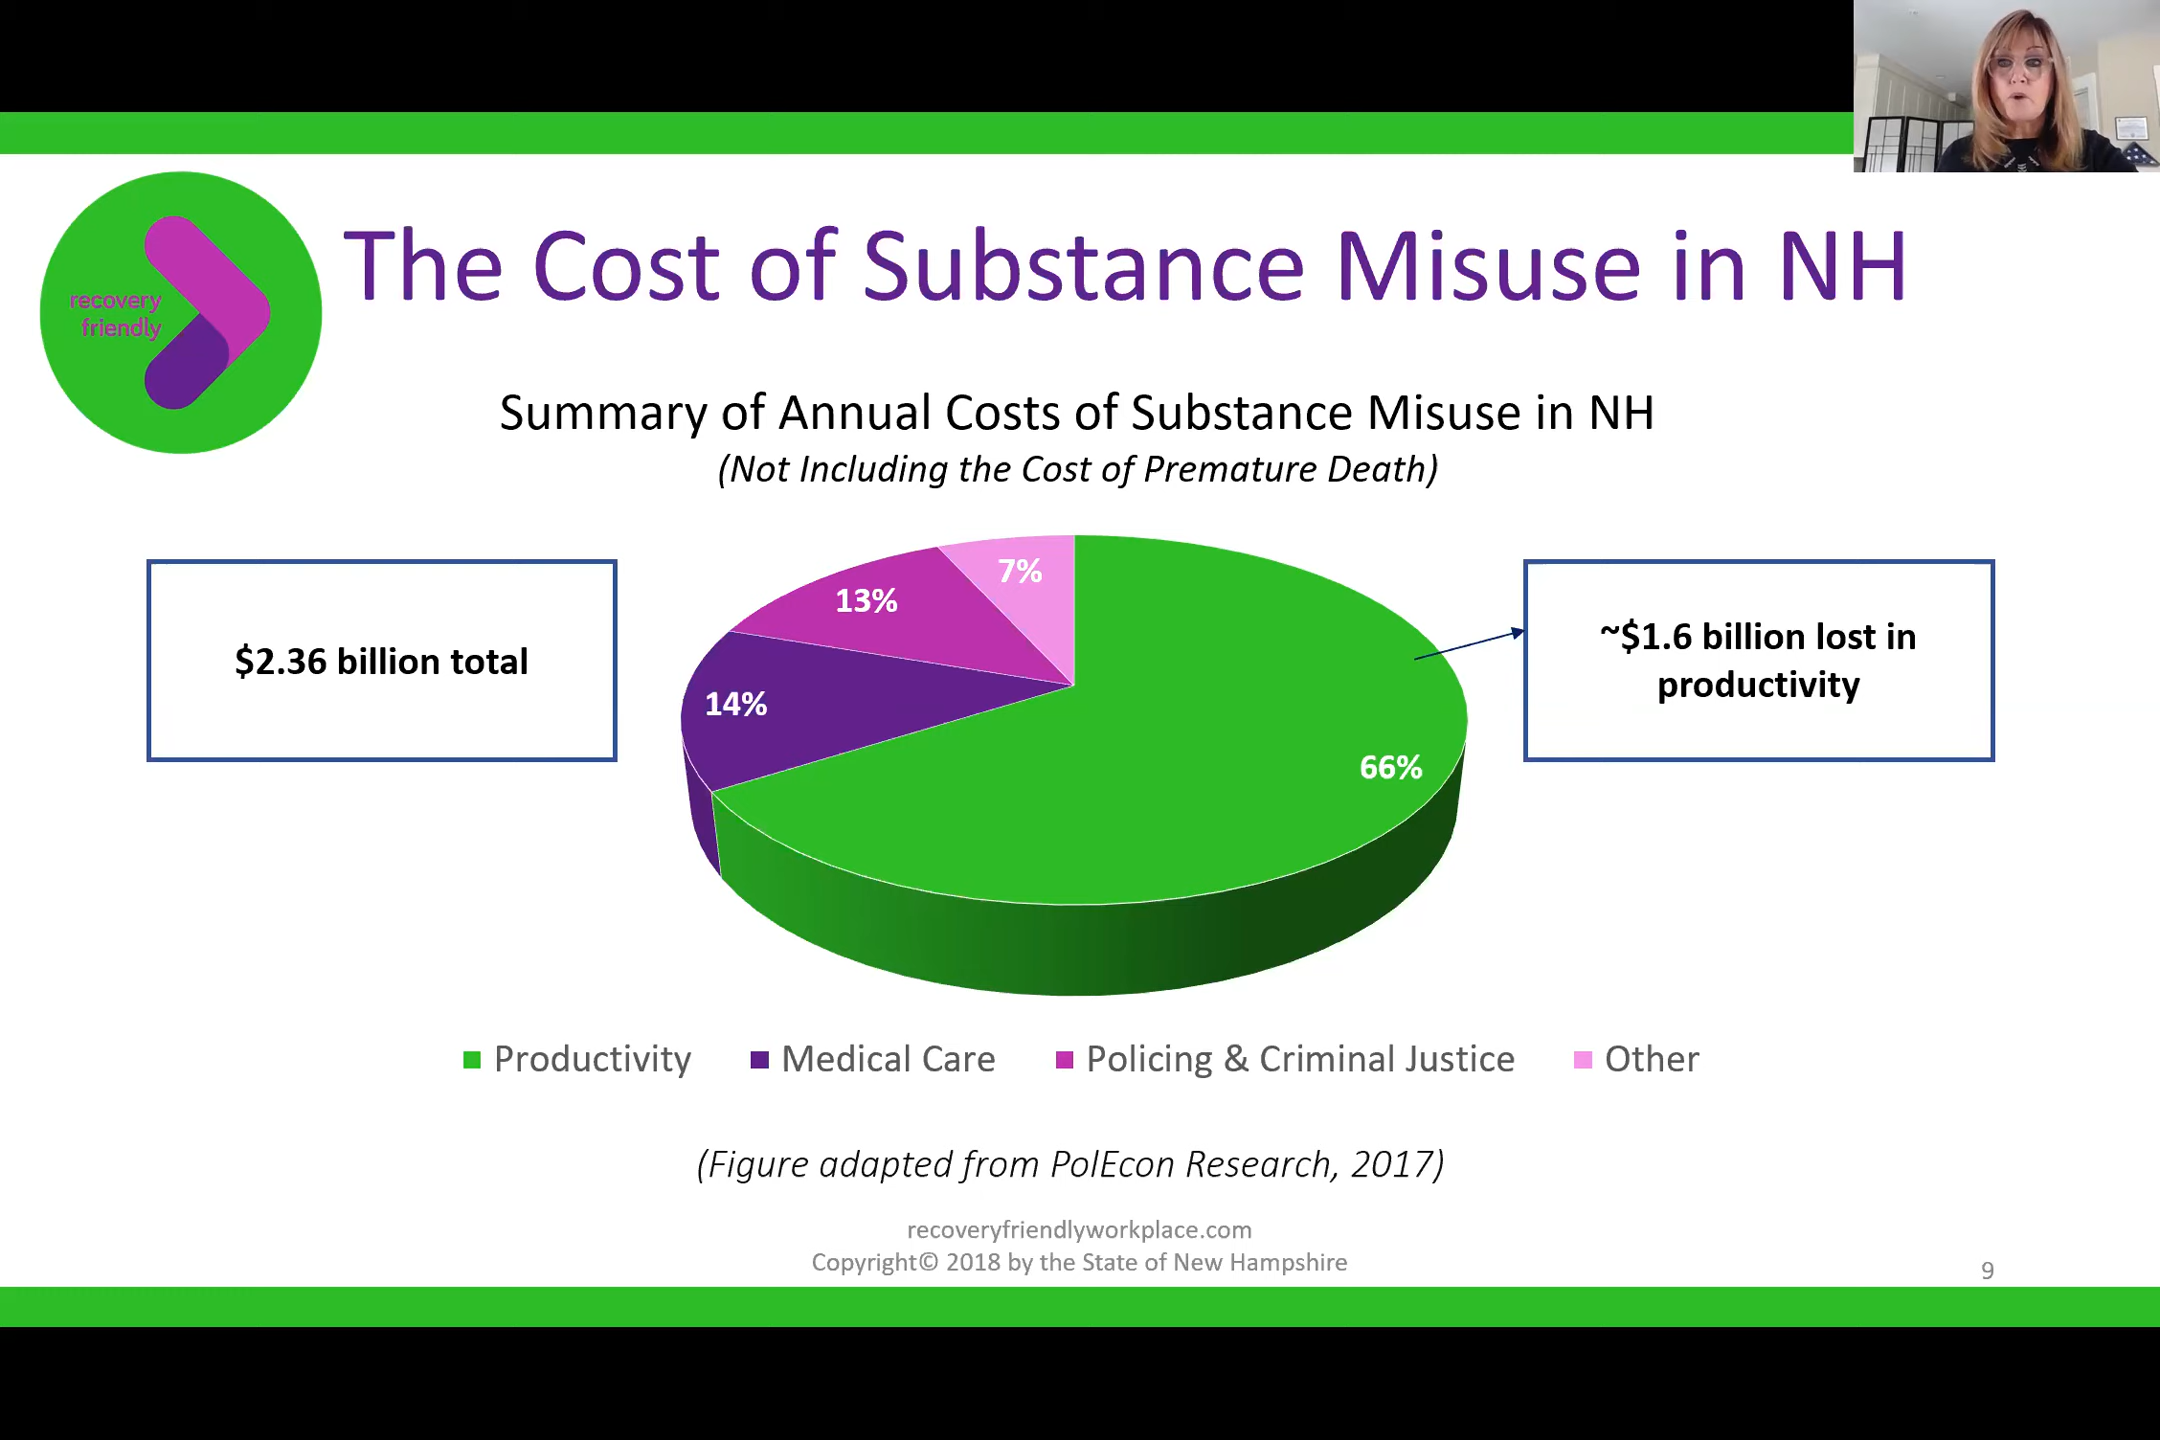 recovery
friendly
The Cost of Substance Misuse in NH
Summary of Annual Costs of Substance Misuse in NH
(Not Including the Cost of Premature Death)
$2.36 billion total
7%
13%
14%
66%
~$1.6 billion lost in
productivity
Productivity Medical Care Policing & Criminal Justice Other
(Figure adapted from PolEcon Research, 2017)
recoveryfriendlyworkplace.com
Copyright© 2018 by the State of New Hampshire
9